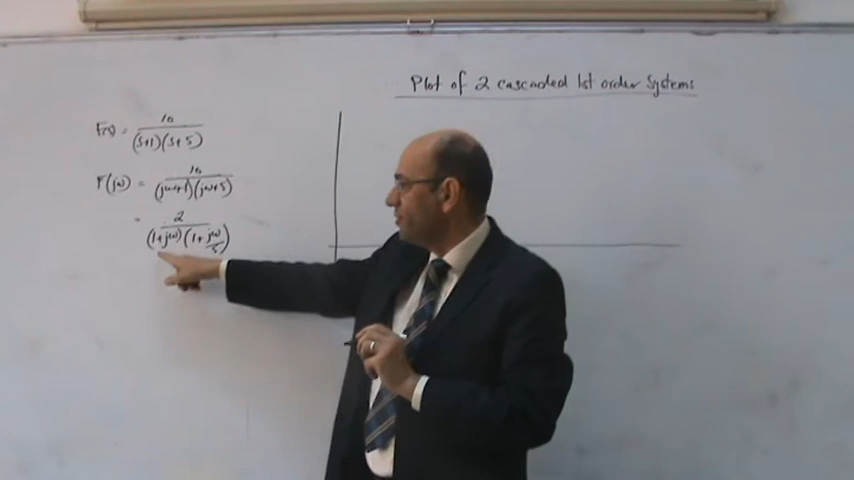 Plot of 2 cascaded 1st order Systems
F(s) = 10 / (s+1)(s+5)
F(jω) = 10 / (jω+1)(jω+5)
= 2 / (1+jω)(1+jω/5)